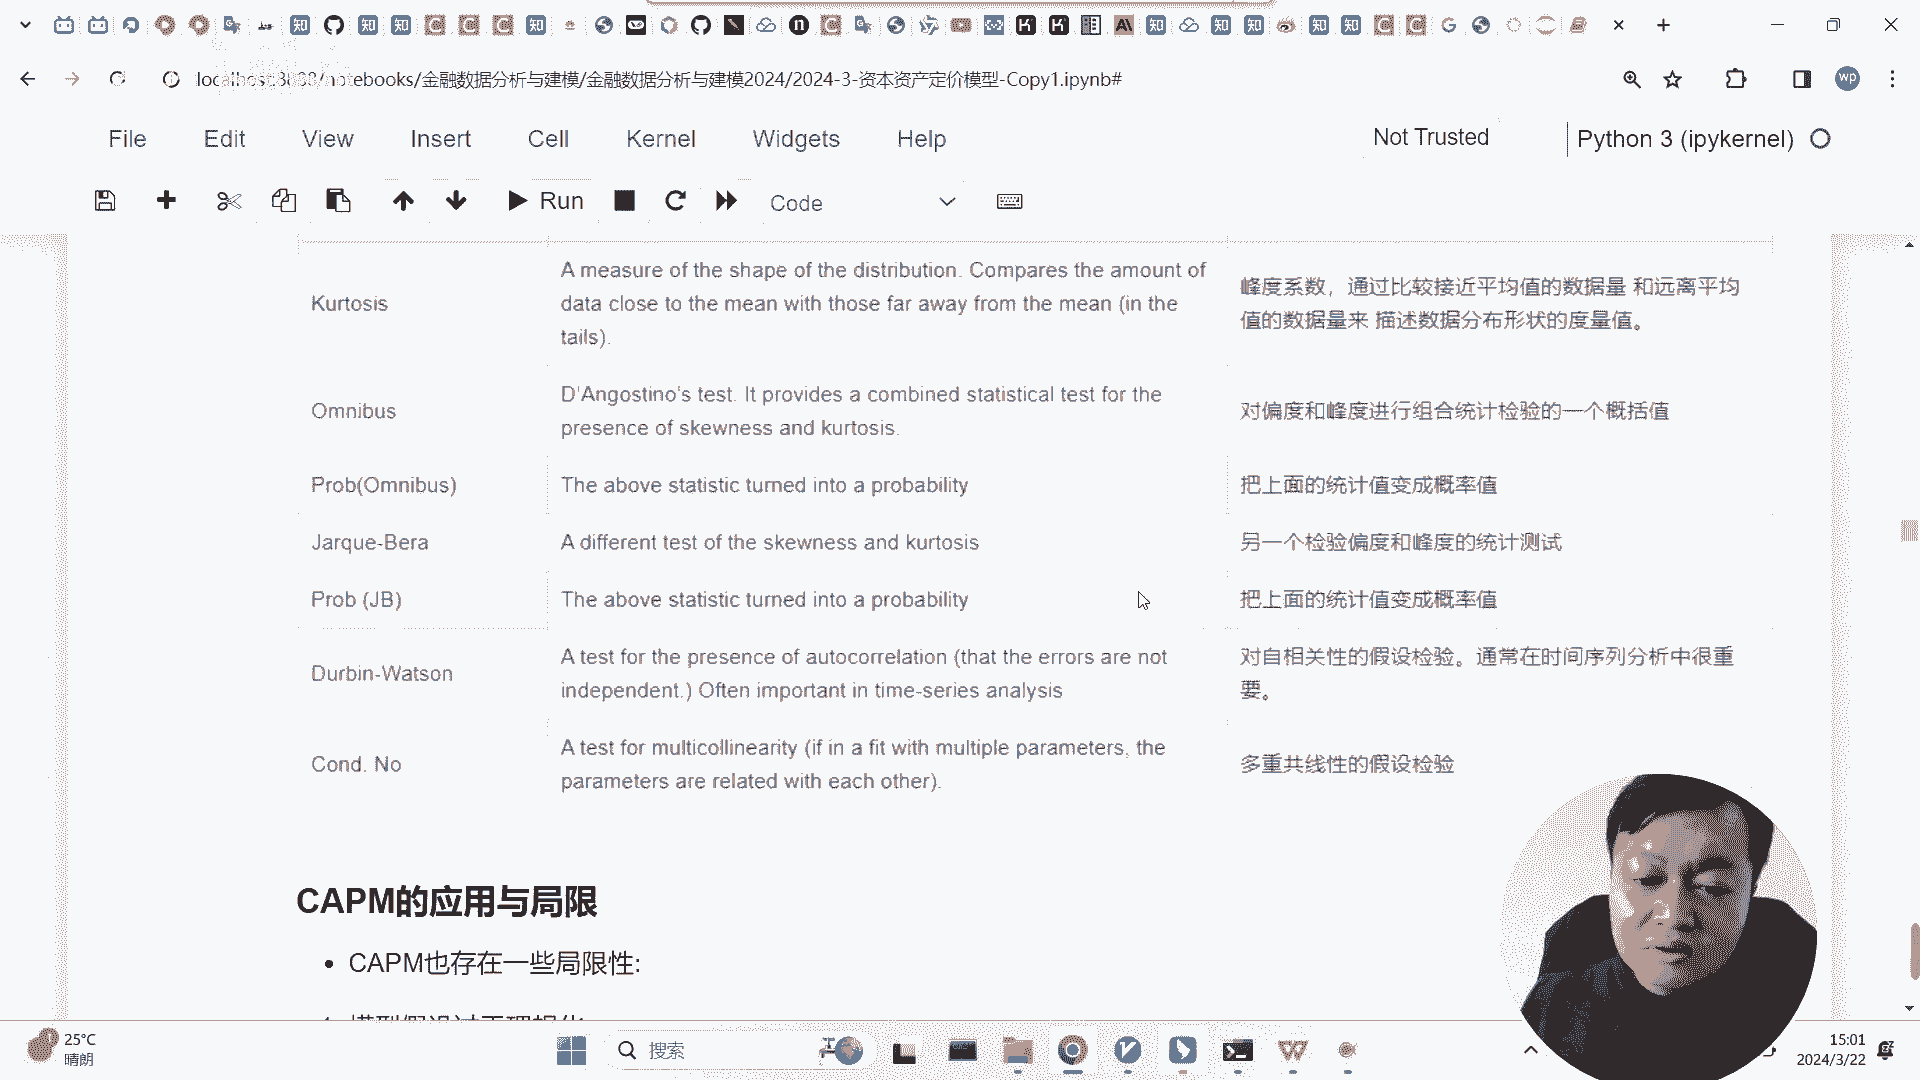 localhost:8888/notebooks/金融数据分析与建模/金融数据分析与建模2024/2024-3-资本资产定价模型-Copy1.ipynb#
wp
File Edit View Insert Cell Kernel Widgets Help Not Trusted Python 3 (ipykernel)
Run Code
Kurtosis
A measure of the shape of the distribution. Compares the amount of
data close to the mean with those far away from the mean (in the
tails).
峰度系数，通过比较接近平均值的数据量 和远离平均
值的数据量来 描述数据分布形状的度量值。
Omnibus
D'Angostino's test. It provides a combined statistical test for the
presence of skewness and kurtosis.
对偏度和峰度进行组合统计检验的一个概括值
Prob(Omnibus) The above statistic turned into a probability 把上面的统计值变成概率值
Jarque-Bera A different test of the skewness and kurtosis 另一个检验偏度和峰度的统计测试
Prob (JB) The above statistic turned into a probability 把上面的统计值变成概率值
Durbin-Watson
A test for the presence of autocorrelation (that the errors are not
independent.) Often important in time-series analysis
对自相关性的假设检验。通常在时间序列分析中很重
要。
Cond. No
A test for multicollinearity (if in a fit with multiple parameters, the
parameters are related with each other).
多重共线性的假设检验
CAPM的应用与局限
CAPM也存在一些局限性:
25°C
晴朗
搜索
15:01
2024/3/22